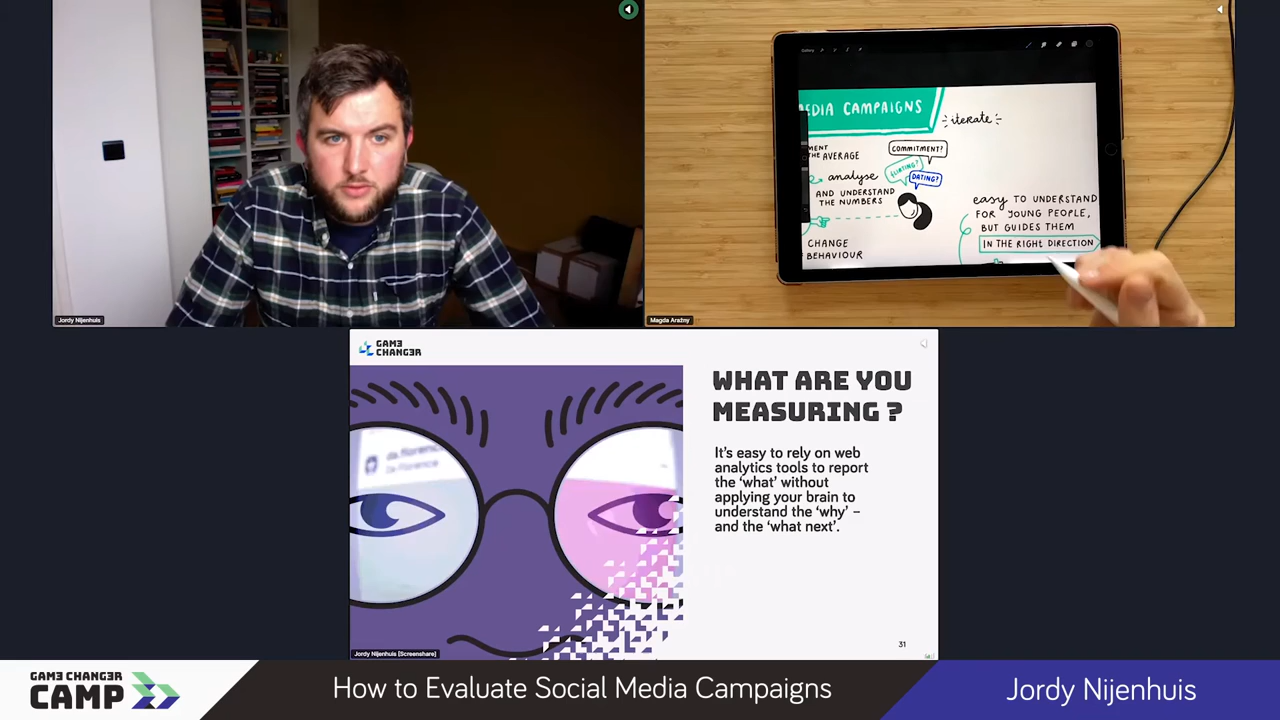 Jordy Nijenhuis
Gallery
EDIA CAMPAIGNS
iterate
MENT
THE AVERAGE
analyse
AND UNDERSTAND
THE NUMBERS
COMMITMENT?
FLIRTING?
DATING?
CHANGE
BEHAVIOUR
easy TO UNDERSTAND
FOR YOUNG PEOPLE,
BUT GUIDES THEM
IN THE RIGHT DIRECTION
Magda Arażny
GAM3
CHANG3R
WHAT ARE YOU
MEASURING ?
It's easy to rely on web
analytics tools to report
the 'what' without
applying your brain to
understand the 'why' –
and the 'what next'.
31
Jordy Nijenhuis [Screenshare]
GAM3 CHANG3R
CAMP
How to Evaluate Social Media Campaigns
Jordy Nijenhuis